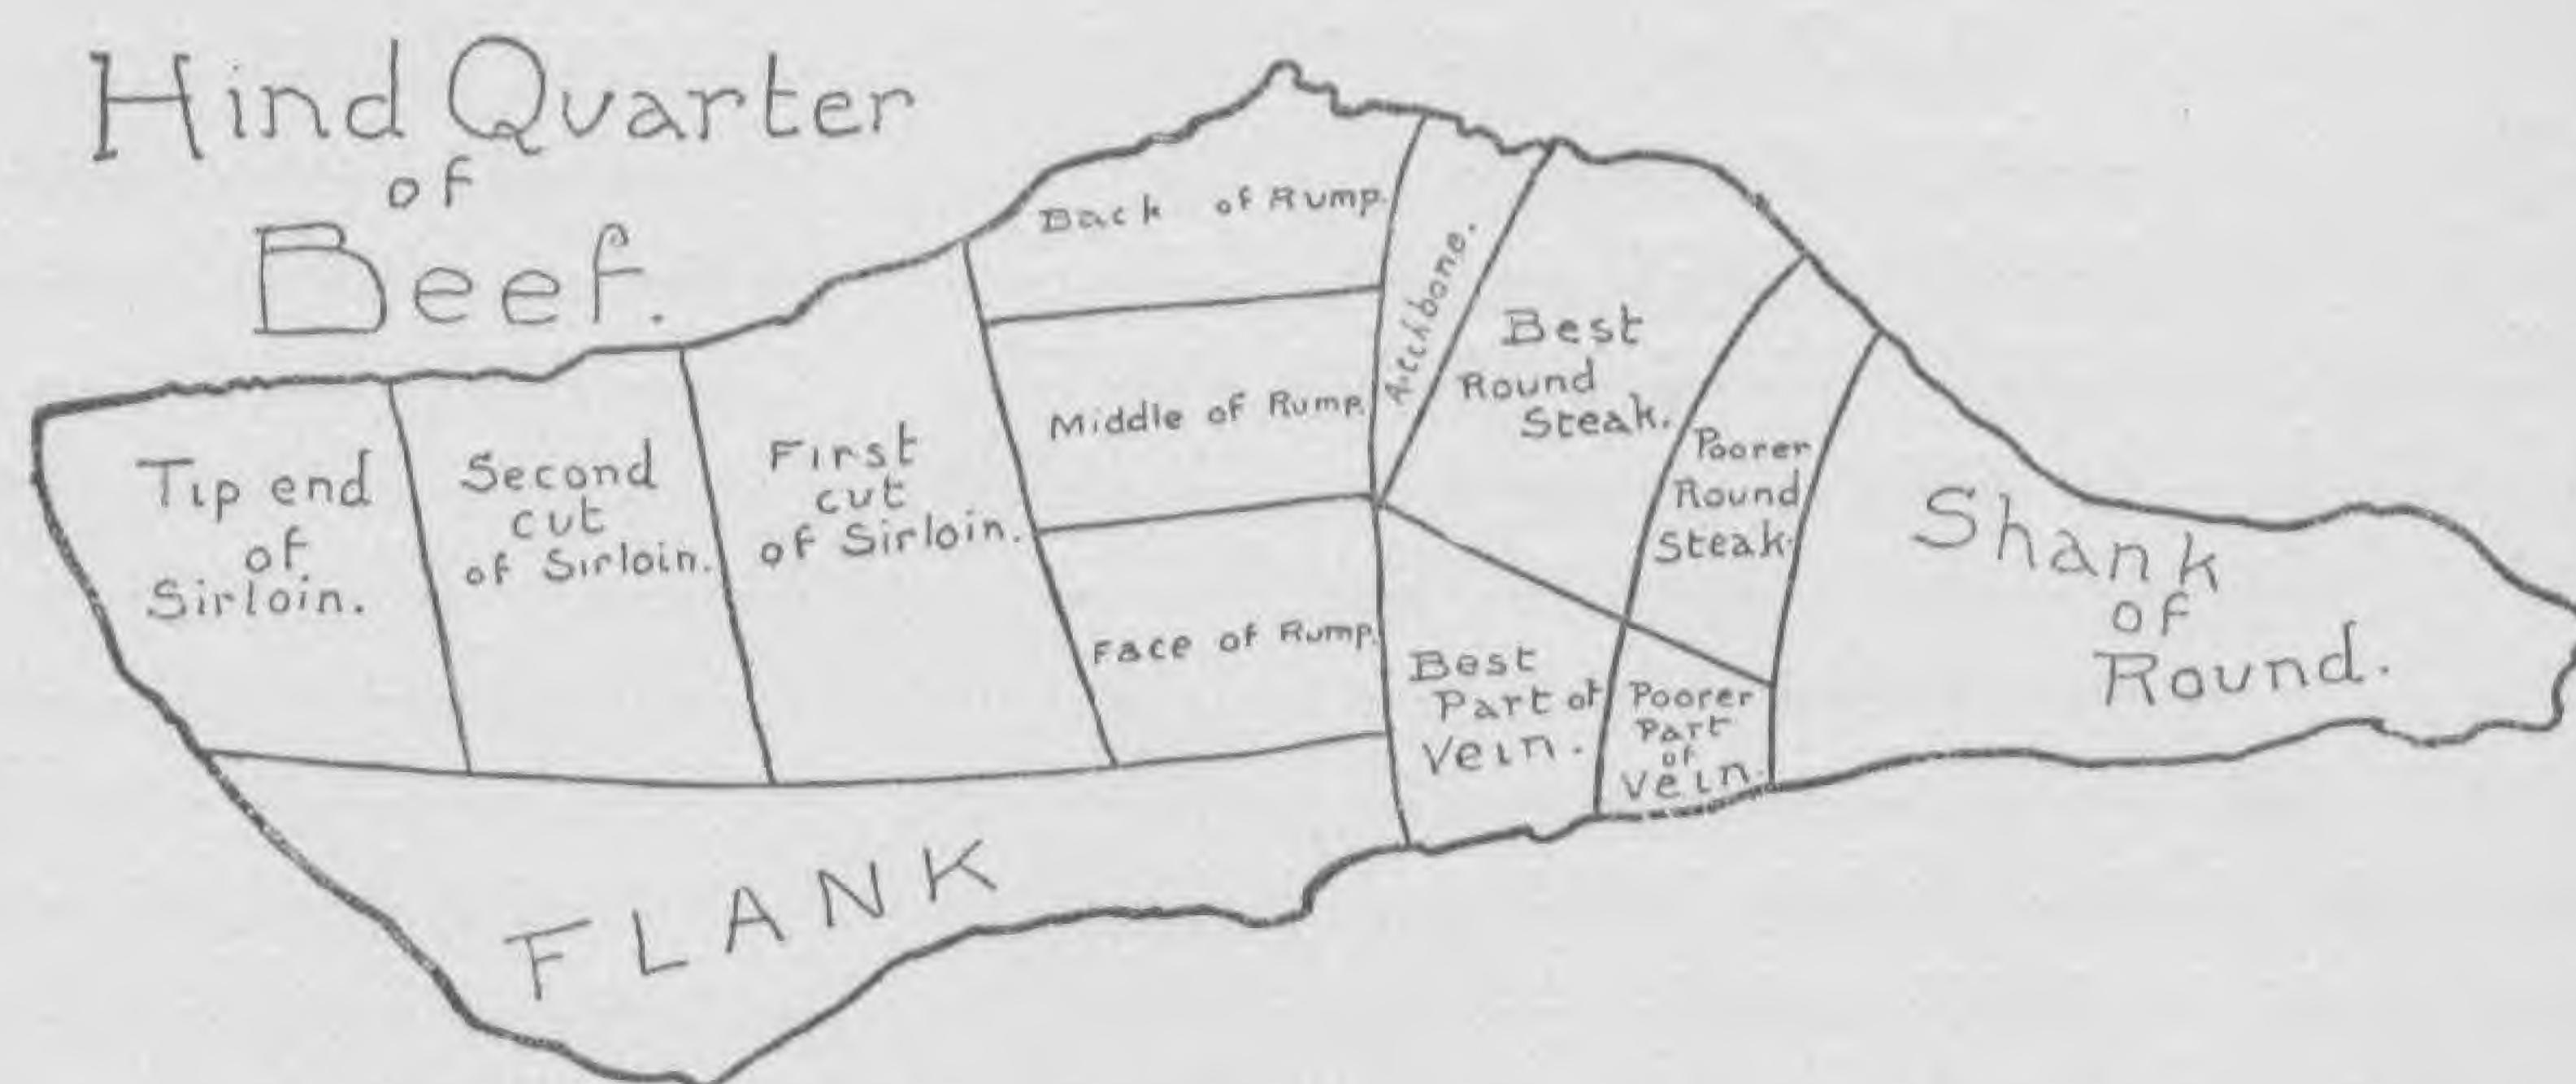 Hind Quarter
of
Beef.
Back of Rump.
Middle of Rump.
Face of Rump.
Aitchbone.
Best
Round
Steak.
Poorer
Round
Steak.
Tip end
of
Sirloin.
Second
cut
of Sirloin.
First
cut
of Sirloin.
Shank
of
Round.
Best
Part of
Vein.
Poorer
Part
of
Vein.
FLANK